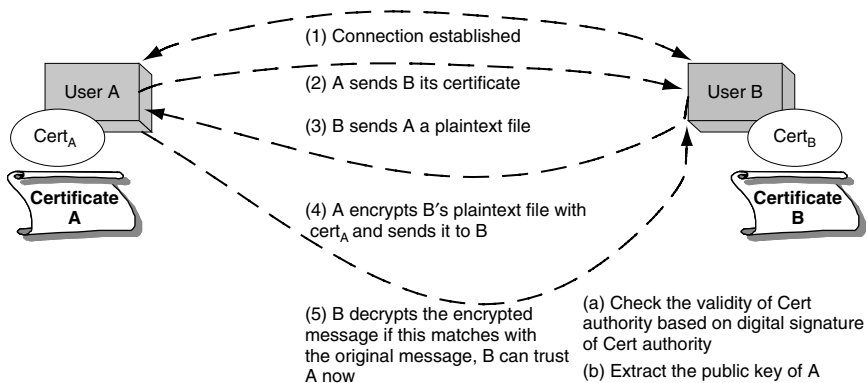 (1) Connection established
User A
User B
(2) A sends B its certificate
(3) B sends A a plaintext file
Cert_A
Cert_B
Certificate
A
Certificate
B
(4) A encrypts B′s plaintext file with
cert_A and sends it to B
(5) B decrypts the encrypted
message if this matches with
the original message, B can trust
A now
(a) Check the validity of Cert
authority based on digital signature
of Cert authority
(b) Extract the public key of A